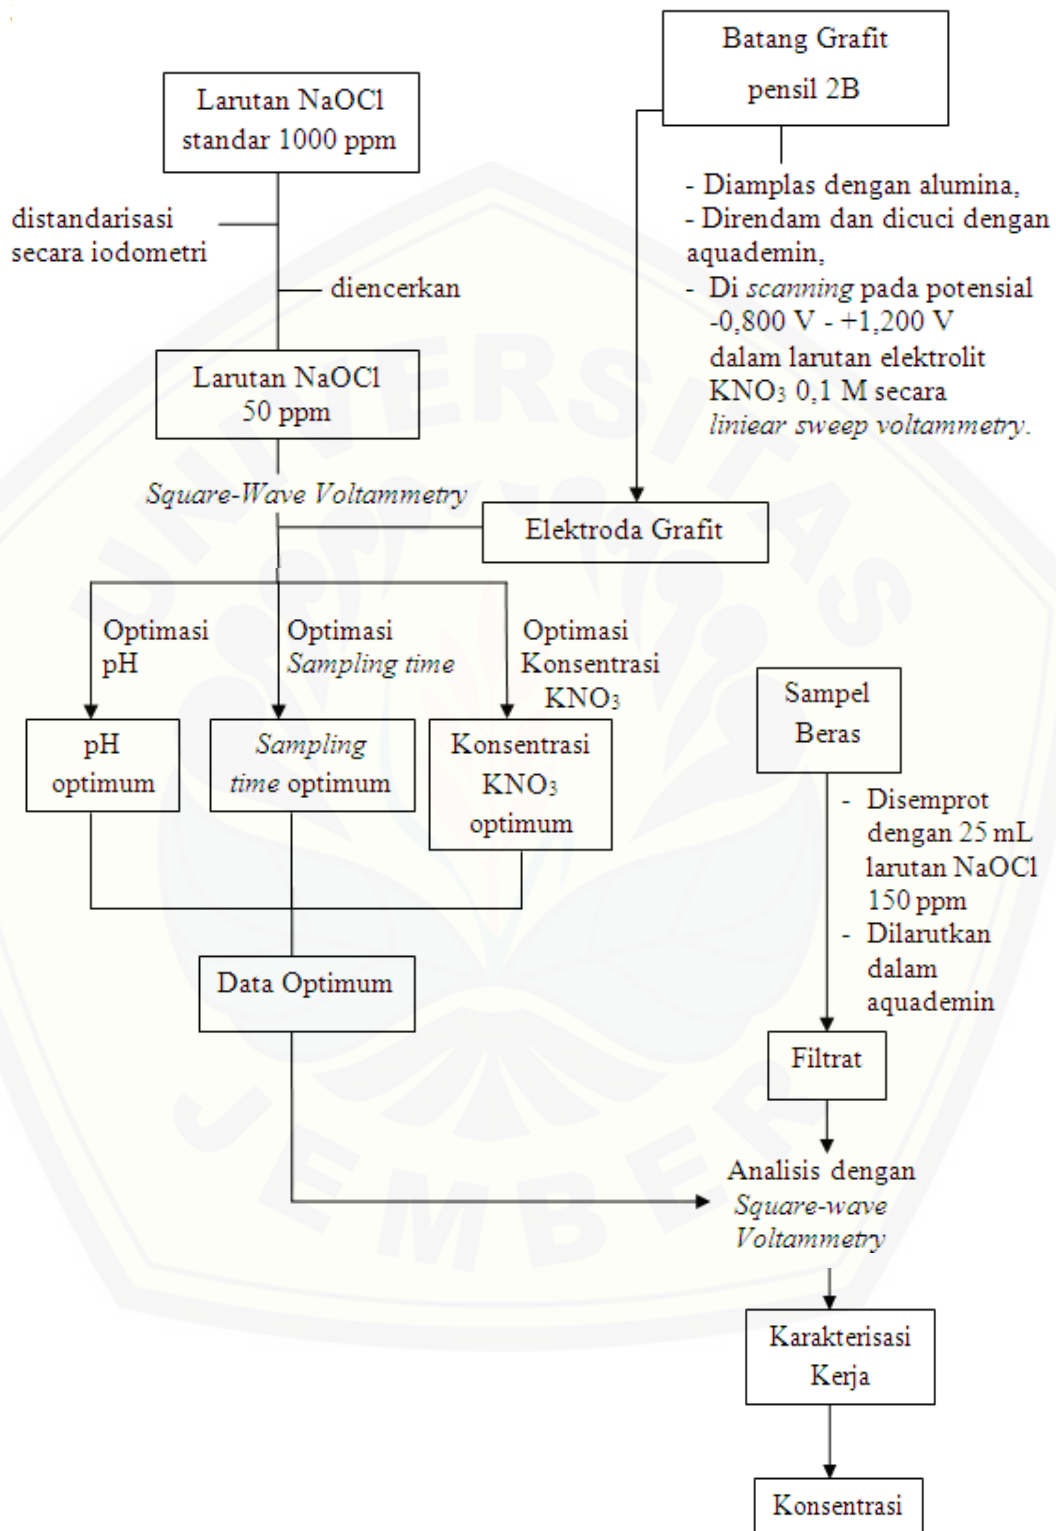 Batang Grafit
pensil 2B
Larutan NaOCl
standar 1000 ppm
- Diamplas dengan alumina,
- Direndam dan dicuci dengan
aquademin,
- Di scanning pada potensial
-0,800 V - +1,200 V
dalam larutan elektrolit
KNO₃ 0,1 M secara
liniear sweep voltammetry.
distandarisasi
secara iodometri
diencerkan
Larutan NaOCl
50 ppm
Square-Wave Voltammetry
Elektroda Grafit
Optimasi
pH
Optimasi
Sampling time
Optimasi
Konsentrasi
KNO₃
pH
optimum
Sampling
time optimum
Konsentrasi
KNO₃
optimum
Data Optimum
Sampel
Beras
- Disemprot
dengan 25 mL
larutan NaOCl
150 ppm
- Dilarutkan
dalam
aquademin
Filtrat
Analisis dengan
Square-wave
Voltammetry
Karakterisasi
Kerja
Konsentrasi
UNIVERSITAS
JEMBER